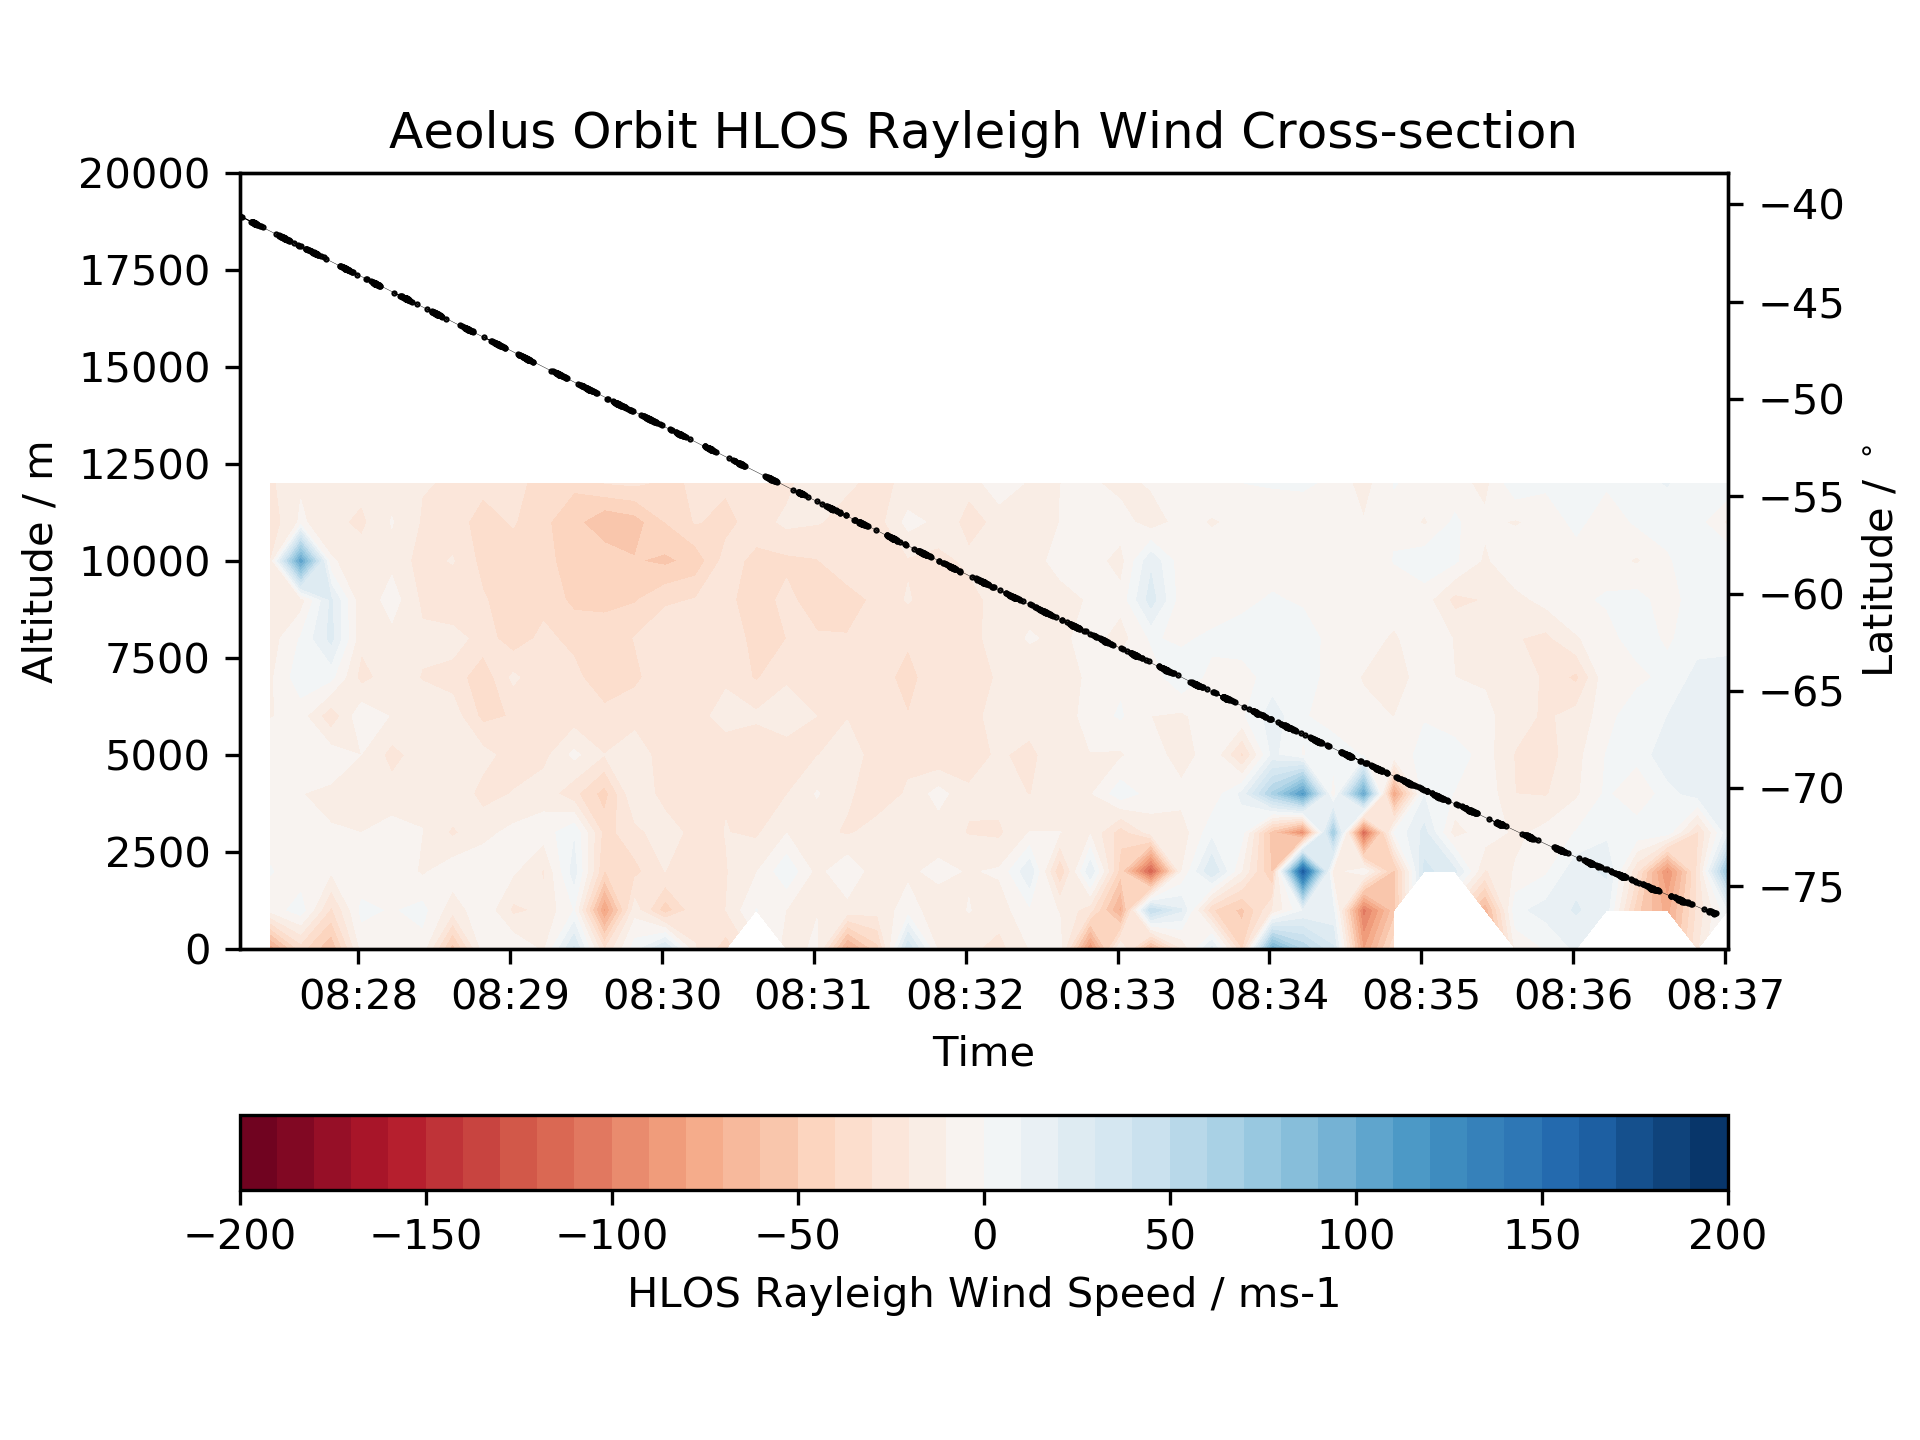 Aeolus Orbit HLOS Rayleigh Wind Cross-section
20000
17500
15000
12500
10000
7500
5000
2500
0
Altitude / m
−40
−45
−50
−55
−60
−65
−70
−75
Latitude / °
08:28 08:29 08:30 08:31 08:32 08:33 08:34 08:35 08:36 08:37
Time
−200 −150 −100 −50 0 50 100 150 200
HLOS Rayleigh Wind Speed / ms-1